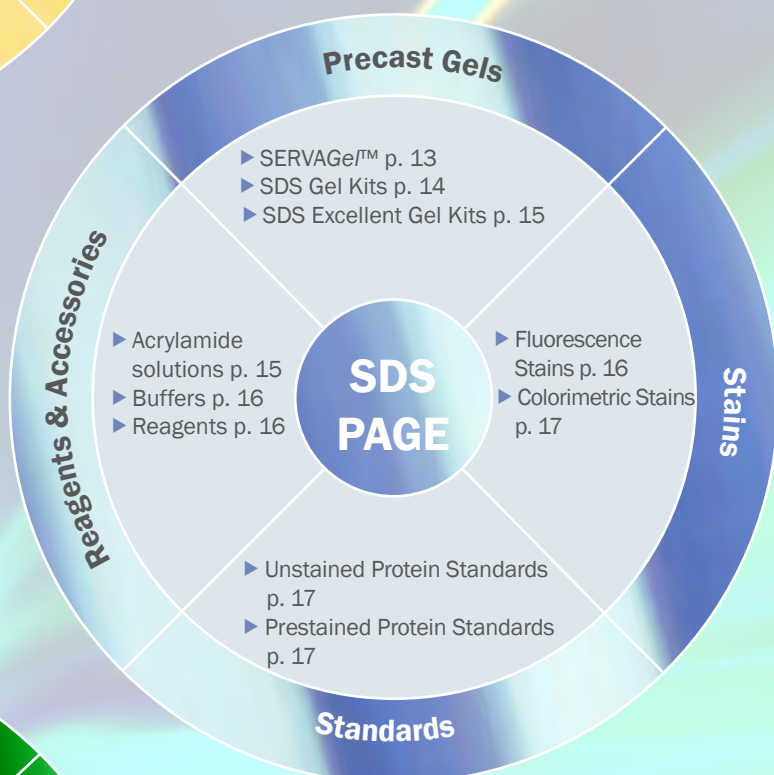 Precast Gels
▶ SERVAGel™ p. 13
▶ SDS Gel Kits p. 14
▶ SDS Excellent Gel Kits p. 15
Reagents & Accessories
▶ Acrylamide
solutions p. 15
▶ Buffers p. 16
▶ Reagents p. 16
SDS
PAGE
▶ Fluorescence
Stains p. 16
▶ Colorimetric Stains
p. 17
Stains
▶ Unstained Protein Standards
p. 17
▶ Prestained Protein Standards
p. 17
Standards